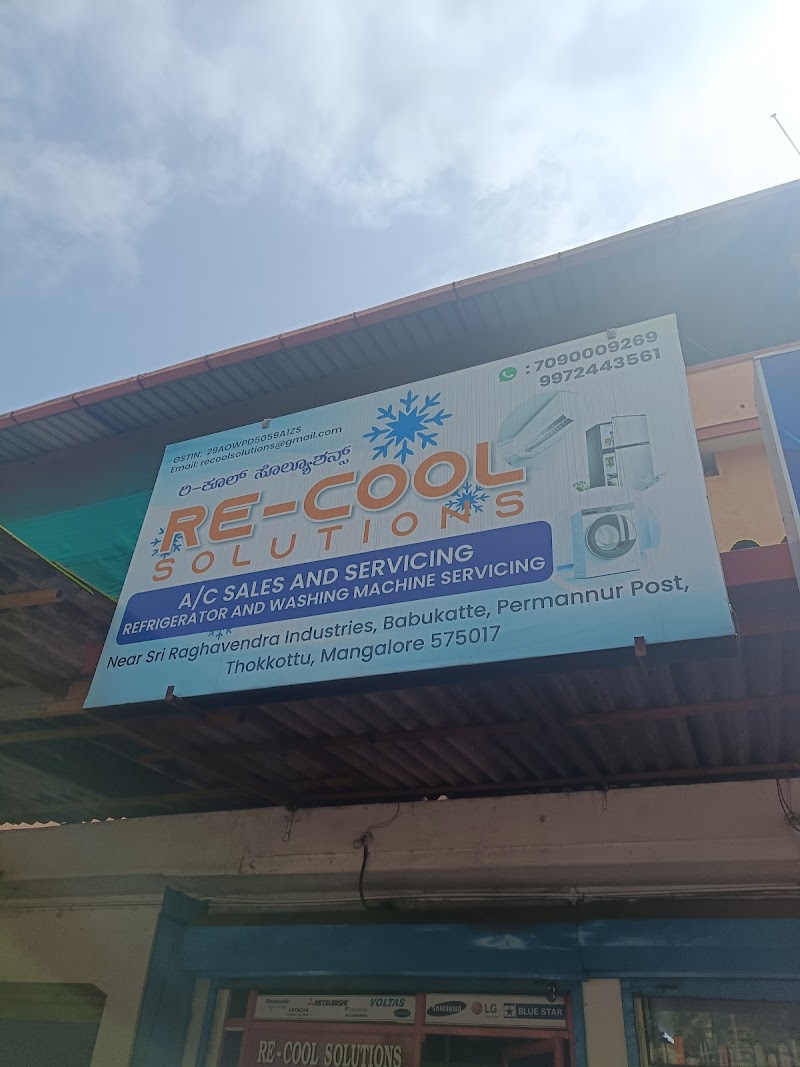 GSTIN:-29AOWPD5059A1ZS
Email: recoolsolutions@gmail.com
: 7090009269
9972443561
ರಿ-ಕೂಲ್ ಸೊಲ್ಯೂಶನ್ಸ್
RE-COOL
SOLUTIONS
A/C SALES AND SERVICING
REFRIGERATOR AND WASHING MACHINE SERVICING
Near Sri Raghavendra Industries, Babukatte, Permannur Post,
Thokkottu, Mangalore 575017
Panasonic MITSUBISHI VOLTAS SAMSUNG LG BLUE STAR
HITACHI
RE-COOL SOLUTIONS